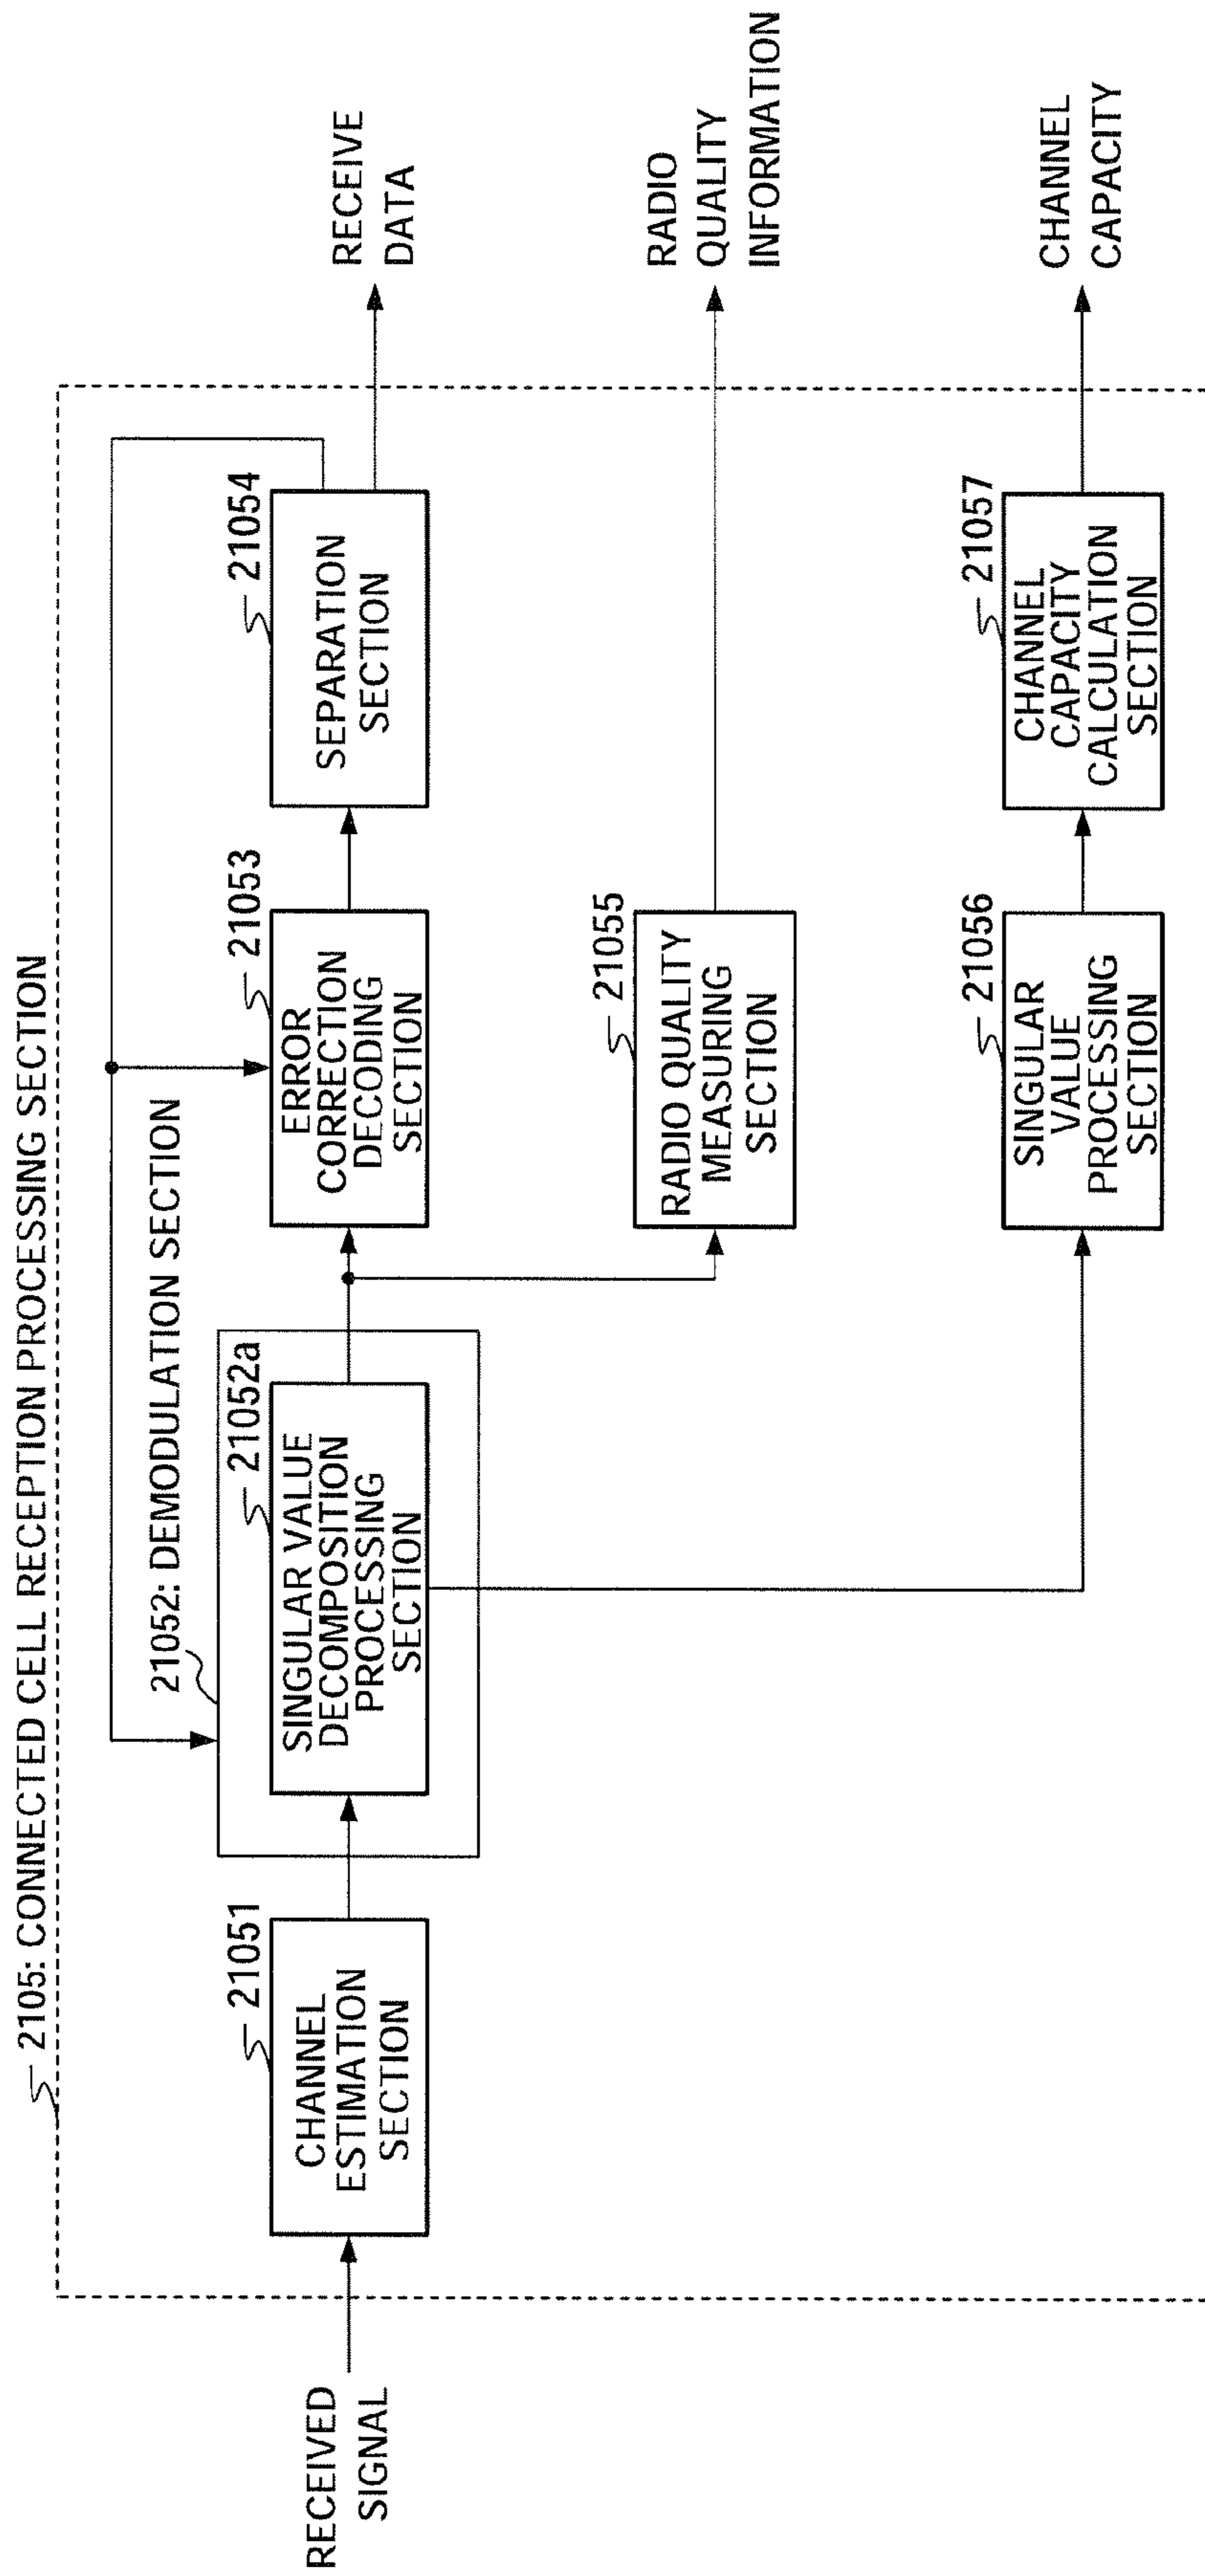 2105: CONNECTED CELL RECEPTION PROCESSING SECTION
21052: DEMODULATION SECTION
RECEIVED
SIGNAL
21051
CHANNEL
ESTIMATION
SECTION
21052a
SINGULAR VALUE
DECOMPOSITION
PROCESSING
SECTION
21053
ERROR
CORRECTION
DECODING
SECTION
21054
SEPARATION
SECTION
RECEIVE
DATA
21055
RADIO QUALITY
MEASURING
SECTION
RADIO
QUALITY
INFORMATION
21056
SINGULAR
VALUE
PROCESSING
SECTION
21057
CHANNEL
CAPACITY
CALCULATION
SECTION
CHANNEL
CAPACITY